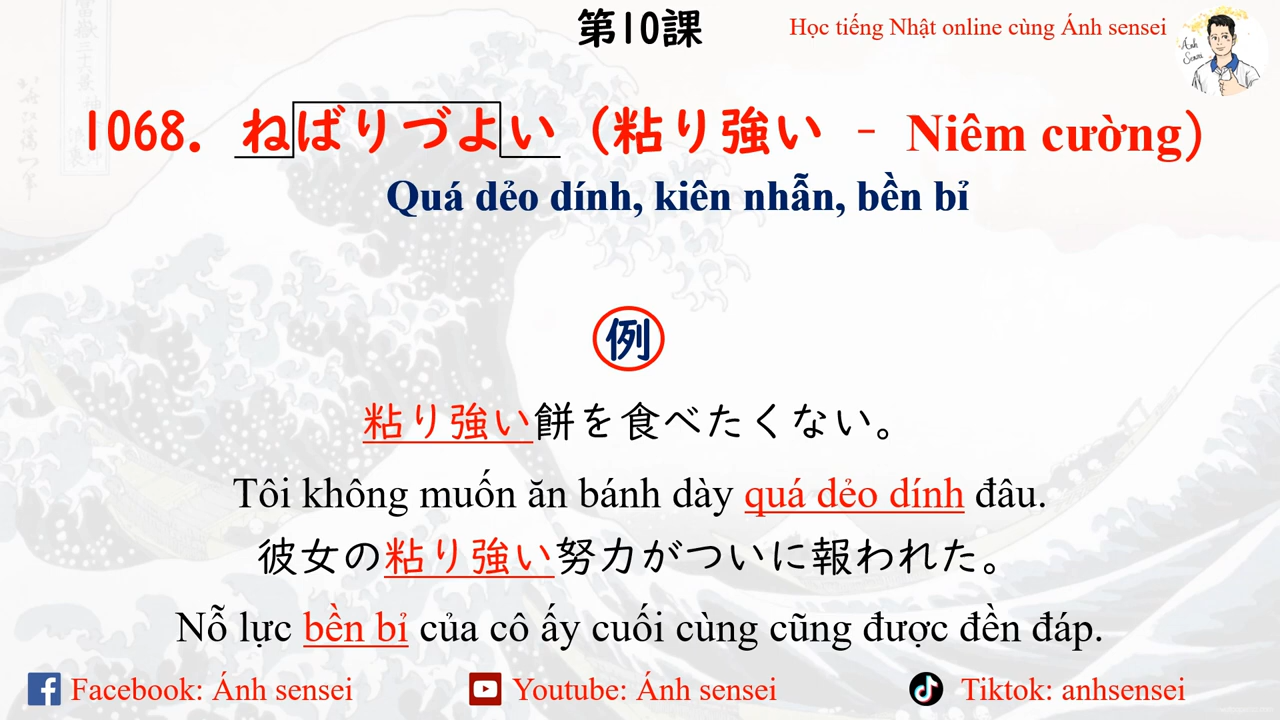 第10課
Học tiếng Nhật online cùng Ánh sensei
Ánh Sensei
1068. ねばりづよい (粘り強い - Niêm cường)
Quá dẻo dính, kiên nhẫn, bền bỉ
例
粘り強い餅を食べたくない。
Tôi không muốn ăn bánh dày quá dẻo dính đâu.
彼女の粘り強い努力がついに報われた。
Nỗ lực bền bỉ của cô ấy cuối cùng cũng được đền đáp.
Facebook: Ánh sensei
Youtube: Ánh sensei
Tiktok: anhsensei